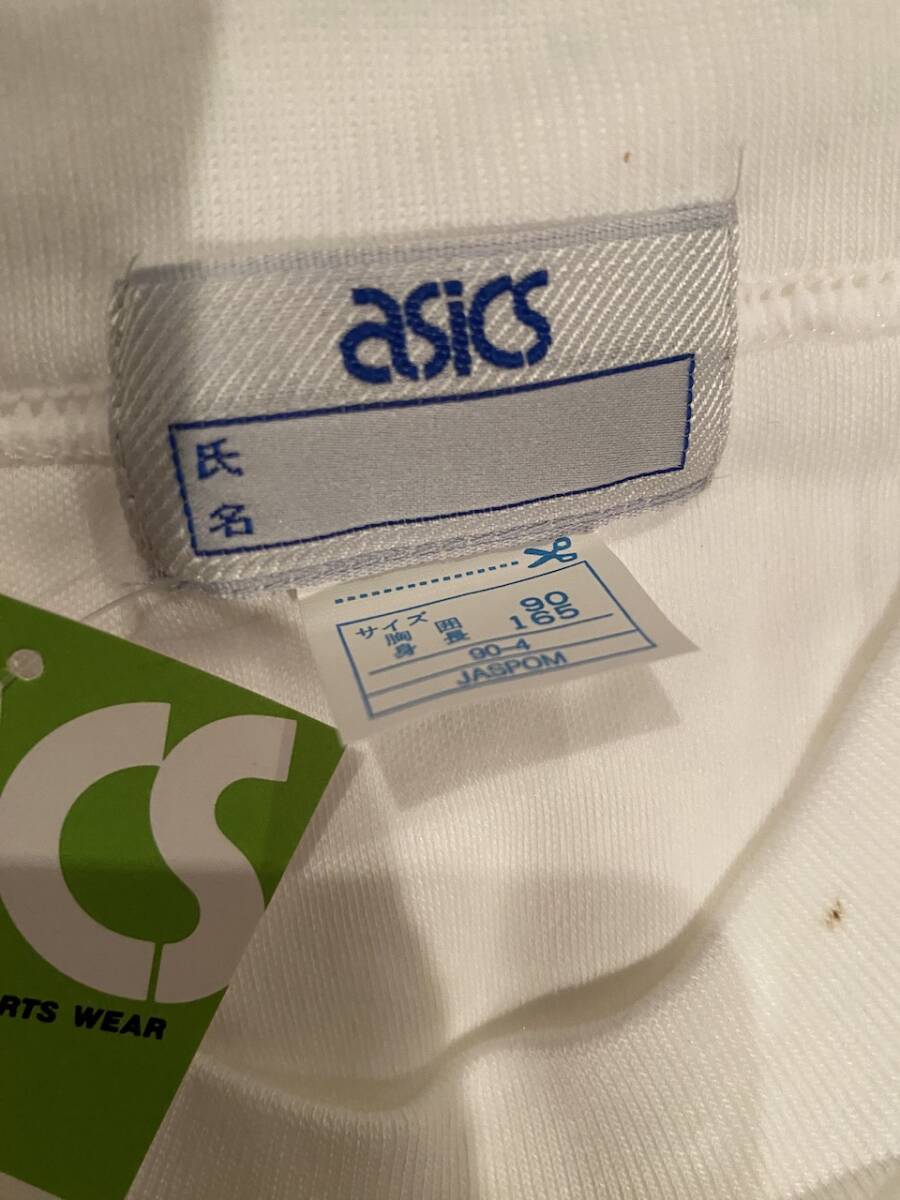 asics
氏
名
サイズ
胸 囲 90
身 長 165
90-4
JASPOM
CS
RTS WEAR